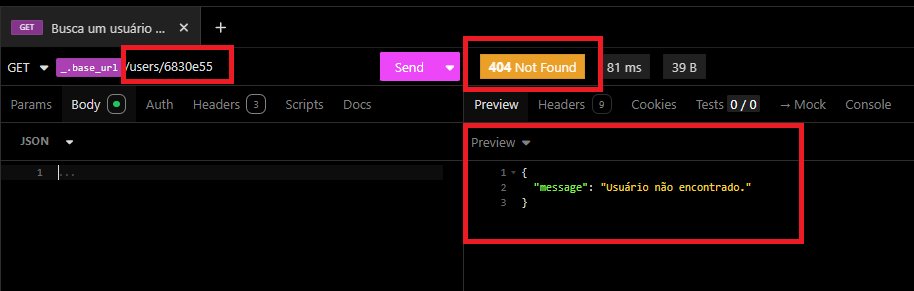 GET Busca um usuário ... × +
GET _.base_url /users/6830e55 Send 404 Not Found 81 ms 39 B
Params Body Auth Headers 3 Scripts Docs Preview Headers 9 Cookies Tests 0 / 0 → Mock Console
JSON Preview
1 ...
1 {
2 "message": "Usuário não encontrado."
3 }